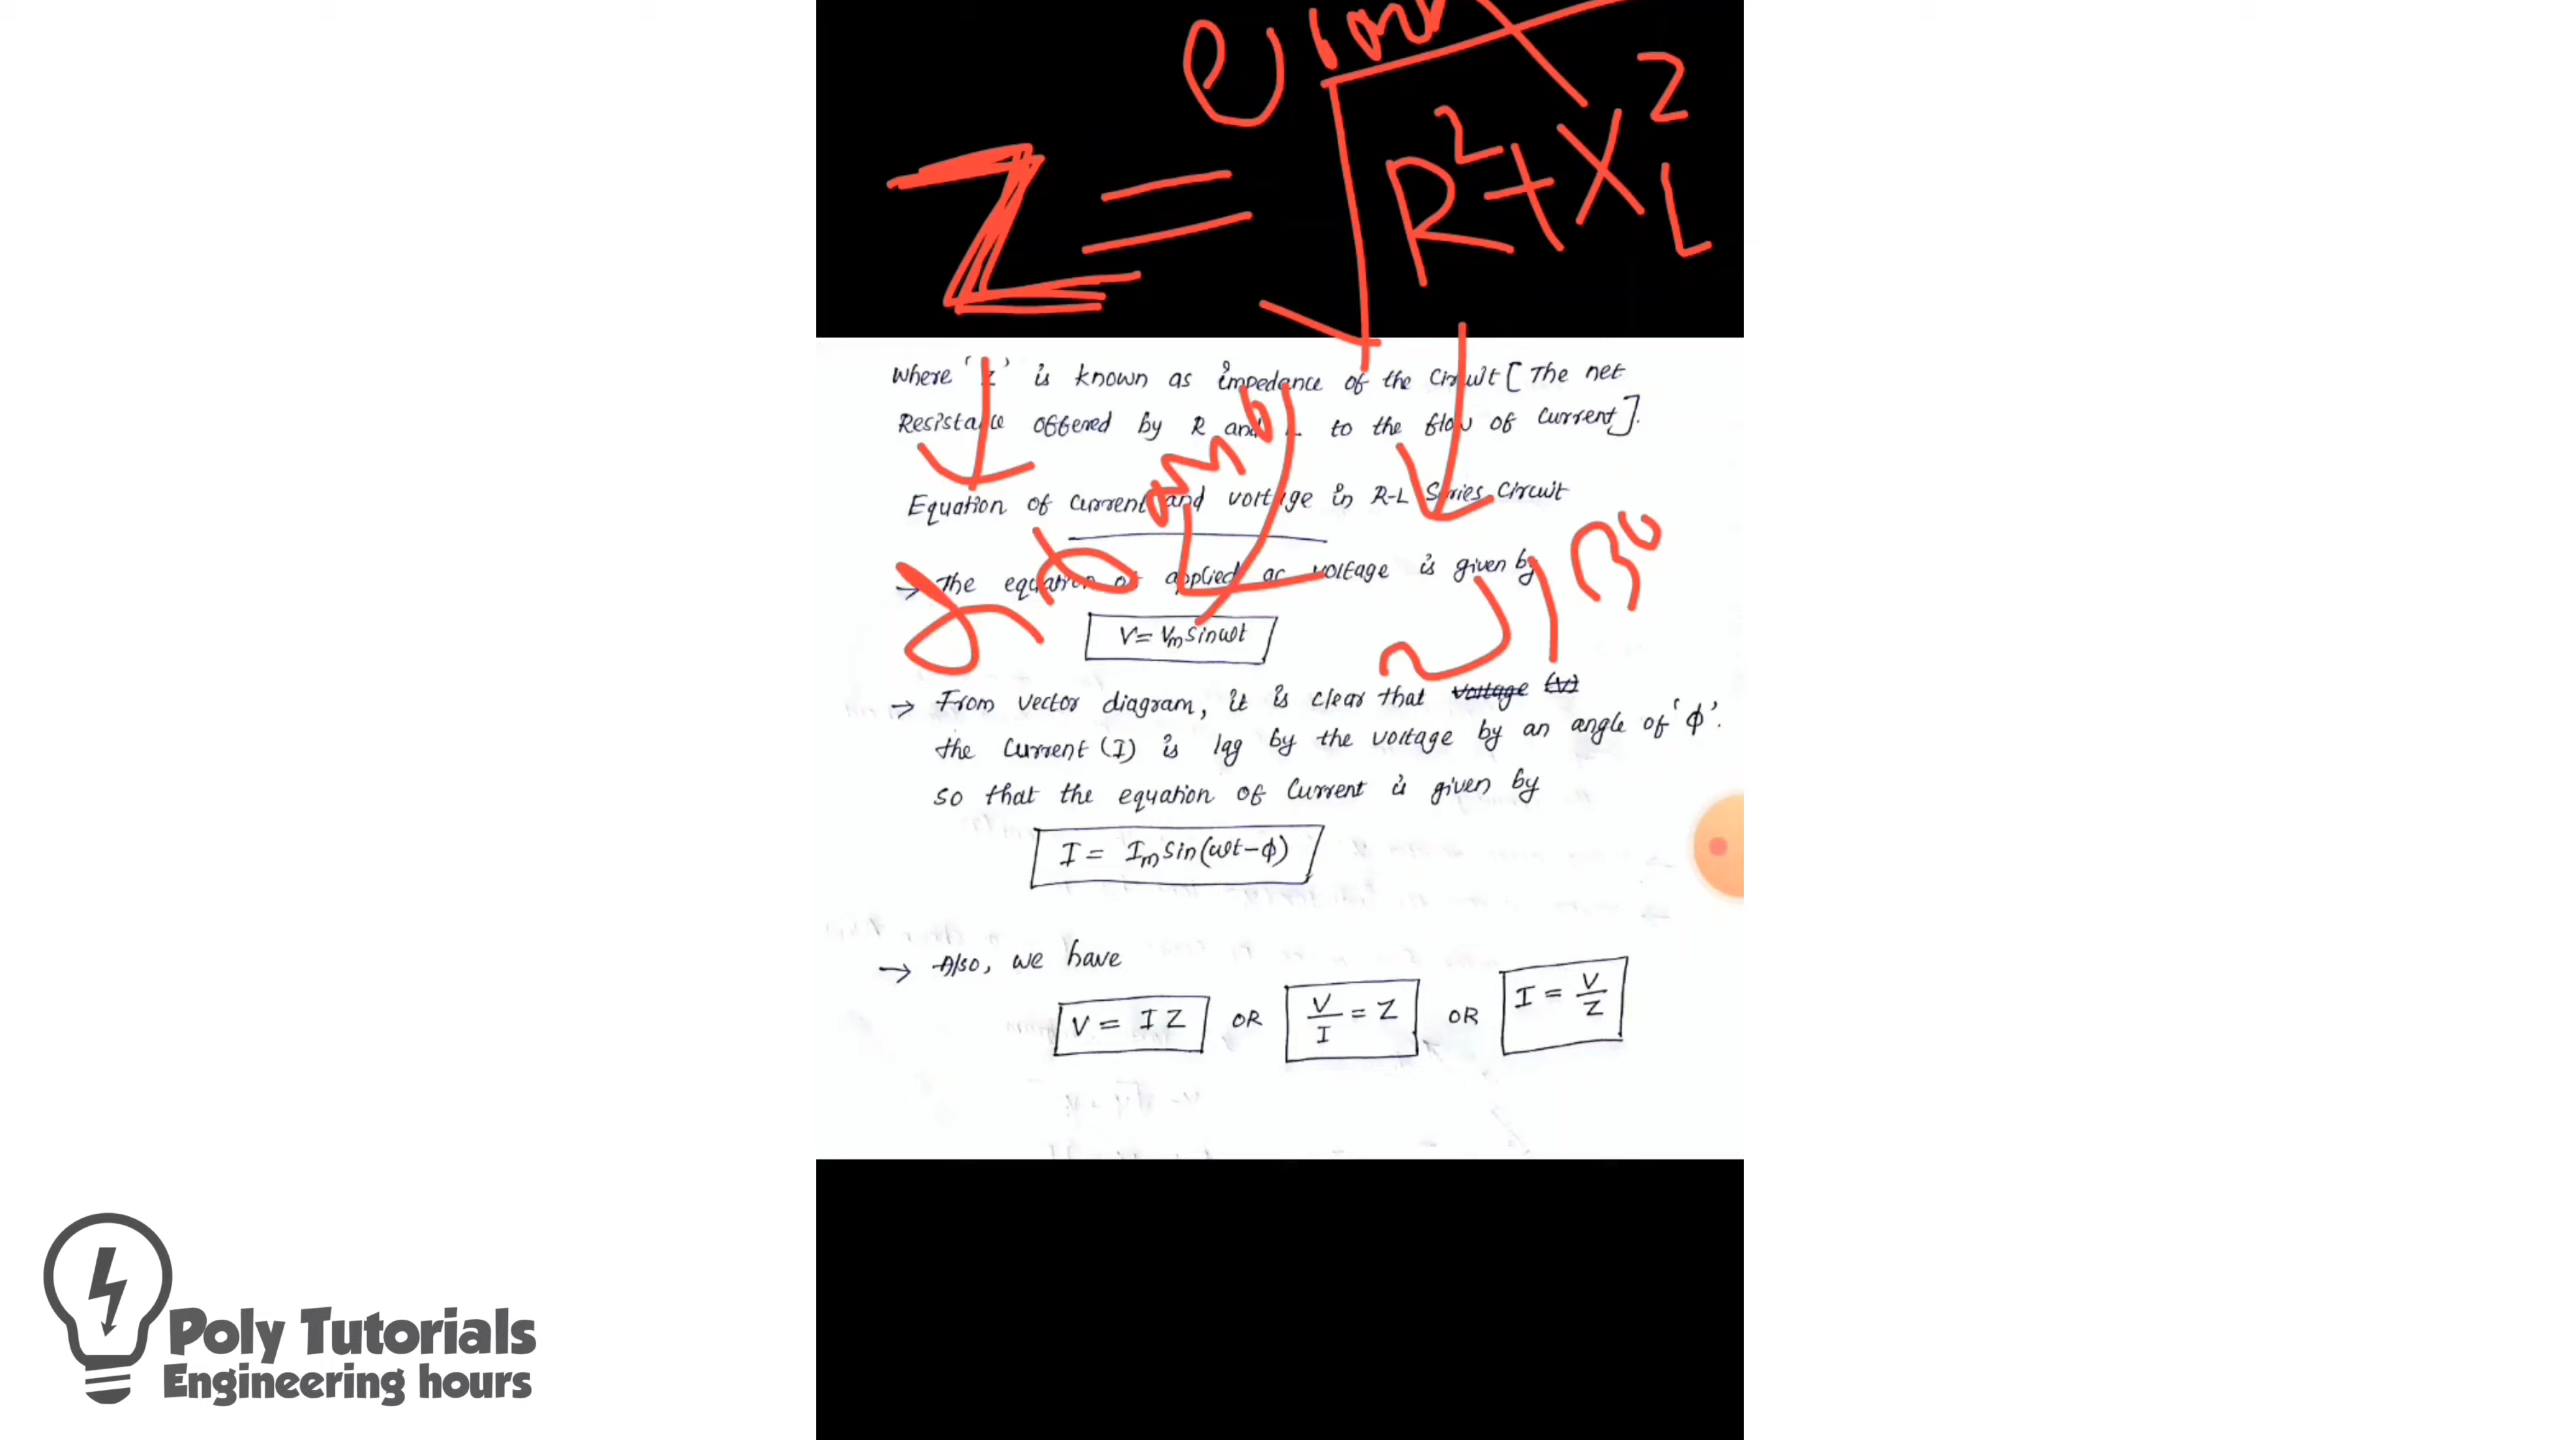 Z = √R²+X²L
Where 'Z' is known as impedance of the Circuit [The net
Resistance offered by R and L to the flow of Current].
Equation of Current and Voltage in R-L Series Circuit
→ The equation of applied ac voltage is given by
V = Vm sinωt
→ From vector diagram, it is clear that Voltage (V)
the Current (I) is lag by the voltage by an angle of 'ϕ'.
so that the equation of Current is given by
I = Im sin(ωt-ϕ)
→ Also, we have
V = IZ OR V/I = Z OR I = V/Z
Poly Tutorials
Engineering hours